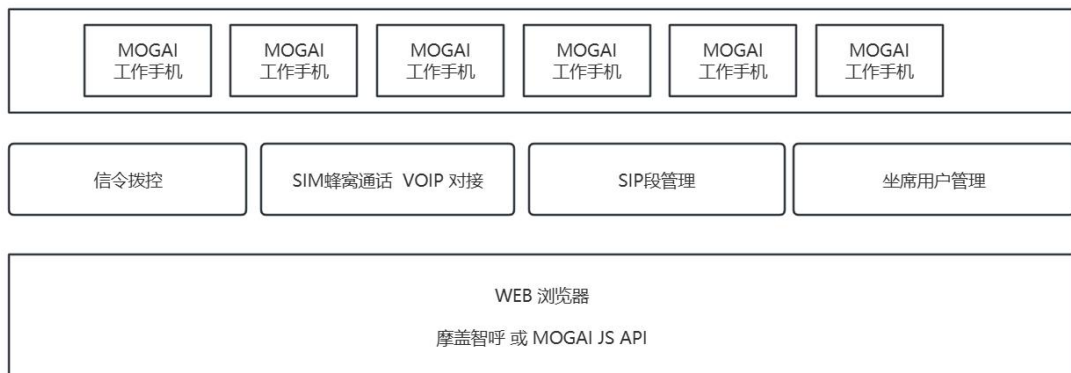 MOGAI
工作手机
MOGAI
工作手机
MOGAI
工作手机
MOGAI
工作手机
MOGAI
工作手机
MOGAI
工作手机
信令拨控
SIM蜂窝通话 VOIP 对接
SIP段管理
坐席用户管理
WEB 浏览器
摩盖智呼 或 MOGAI JS API